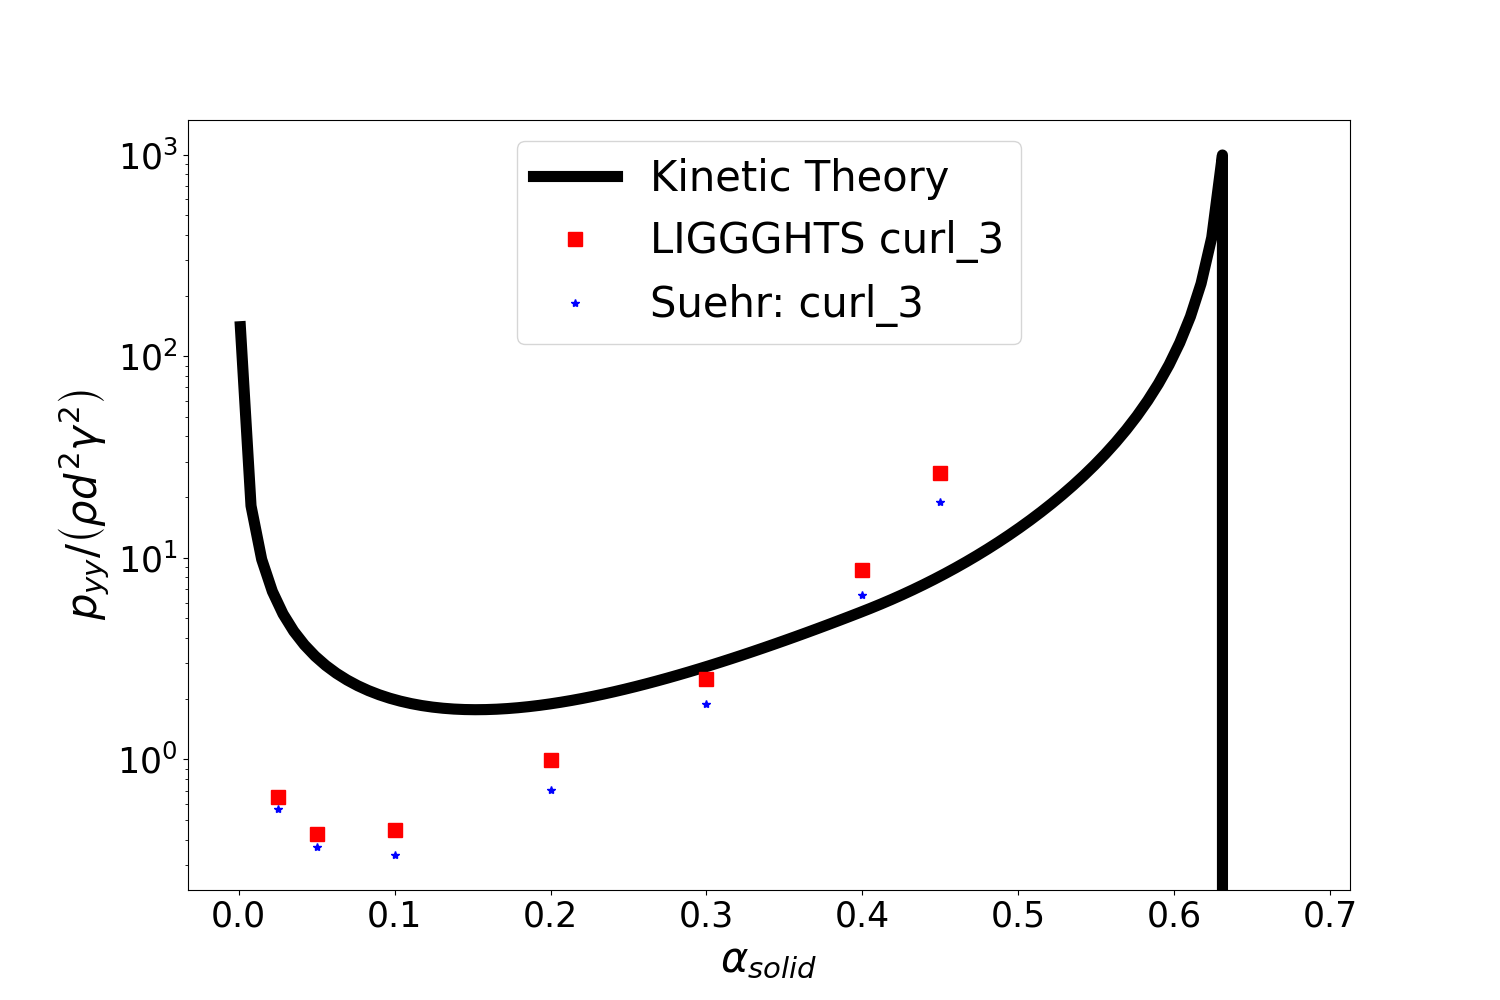 Kinetic Theory
LIGGGHTS curl_3
Suehr: curl_3
10³
10²
10¹
10⁰
p_yy/(ρd²γ²)
0.0 0.1 0.2 0.3 0.4 0.5 0.6 0.7
α_solid